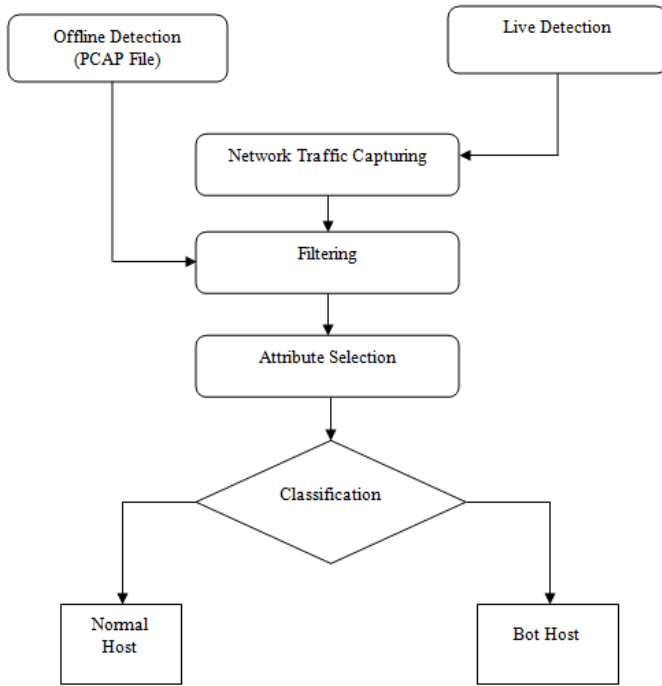 Offline Detection
(PCAP File)
Live Detection
Network Traffic Capturing
Filtering
Attribute Selection
Classification
Normal
Host
Bot Host